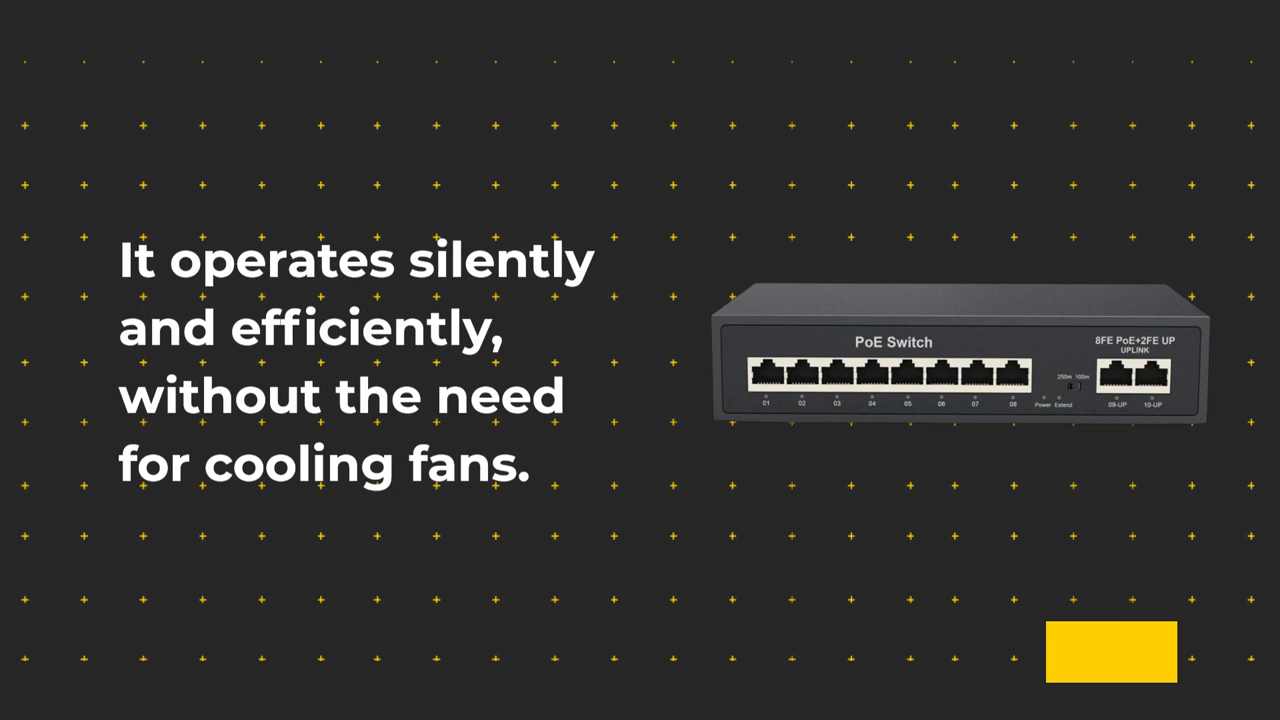 It operates silently
and efficiently,
without the need
for cooling fans.
PoE Switch
8FE PoE+2FE UP
UPLINK
250m 100m
01 02 03 04 05 06 07 08
Power Extend
09-UP 10-UP